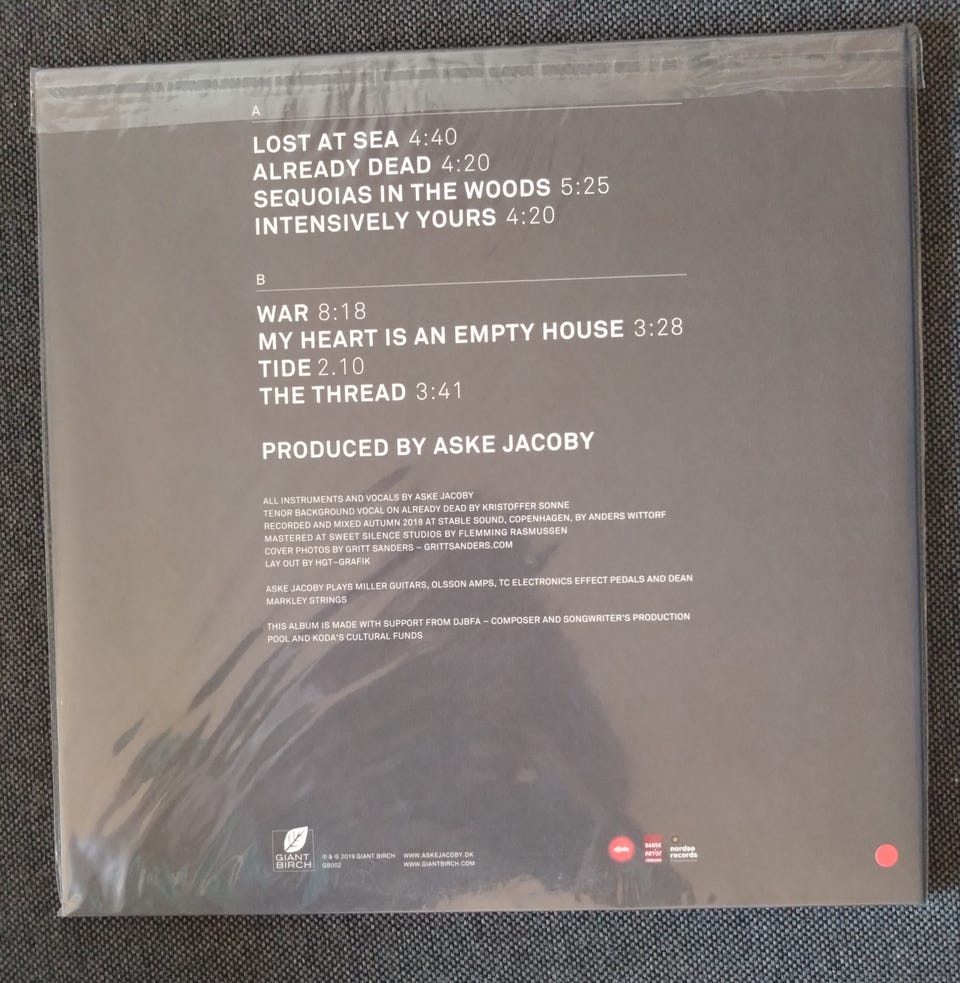 A
LOST AT SEA 4:40
ALREADY DEAD 4:20
SEQUOIAS IN THE WOODS 5:25
INTENSIVELY YOURS 4:20
B
WAR 8:18
MY HEART IS AN EMPTY HOUSE 3:28
TIDE 2.10
THE THREAD 3:41
PRODUCED BY ASKE JACOBY
ALL INSTRUMENTS AND VOCALS BY ASKE JACOBY
TENOR BACKGROUND VOCAL ON ALREADY DEAD BY KRISTOFFER SONNE
RECORDED AND MIXED AUTUMN 2018 AT STABLE SOUND, COPENHAGEN, BY ANDERS WITTORF
MASTERED AT SWEET SILENCE STUDIOS BY FLEMMING RASMUSSEN
COVER PHOTOS BY GRITT SANDERS – GRITTSANDERS.COM
LAY OUT BY HGT–GRAFIK
ASKE JACOBY PLAYS MILLER GUITARS, OLSSON AMPS, TC ELECTRONICS EFFECT PEDALS AND DEAN
MARKLEY STRINGS
THIS ALBUM IS MADE WITH SUPPORT FROM DJBFA – COMPOSER AND SONGWRITER'S PRODUCTION
POOL AND KODA'S CULTURAL FUNDS
GIANT
BIRCH
℗ & © 2019 GIANT BIRCH
GB002
WWW.ASKEJACOBY.DK
WWW.GIANTBIRCH.COM
djbfa
DANSK
ARTIST
FORBUND
nordso
records